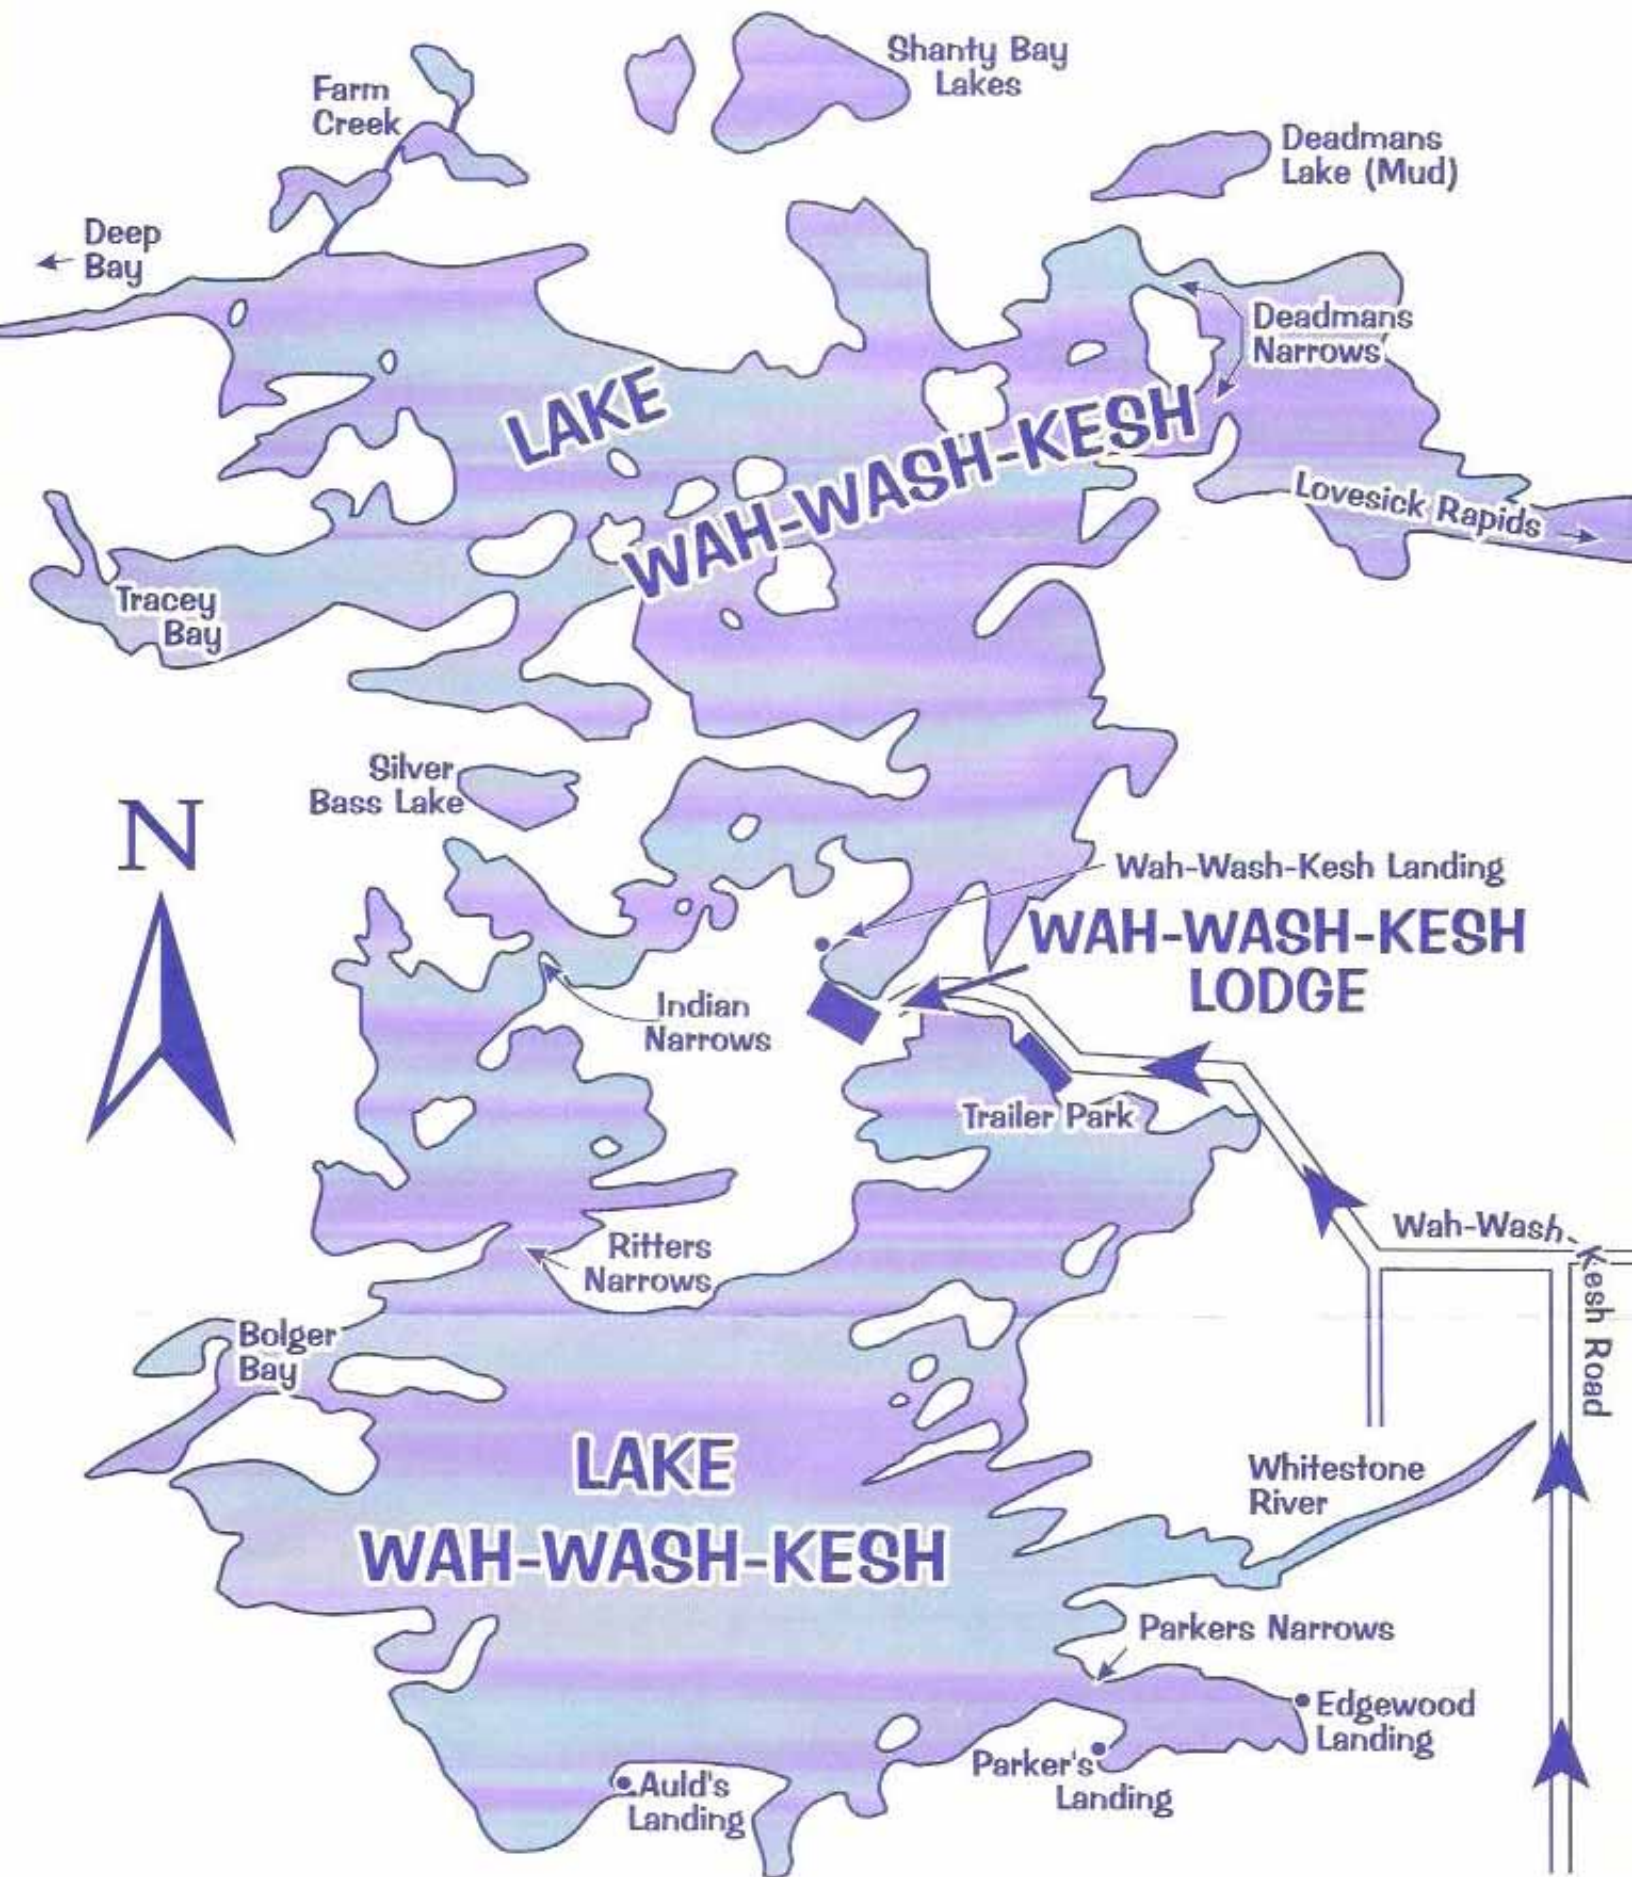 Shanty Bay
Lakes
Farm
Creek
Deadmans
Lake (Mud)
Deep
Bay
Deadmans
Narrows
LAKE
WAH-WASH-KESH
Lovesick Rapids
Tracey
Bay
Silver
Bass Lake
N
Wah-Wash-Kesh Landing
WAH-WASH-KESH
LODGE
Indian
Narrows
Trailer Park
Wah-Wash-Kesh Road
Ritters
Narrows
Bolger
Bay
LAKE
WAH-WASH-KESH
Whitestone
River
Parkers Narrows
Edgewood
Landing
Parker's
Landing
Auld's
Landing